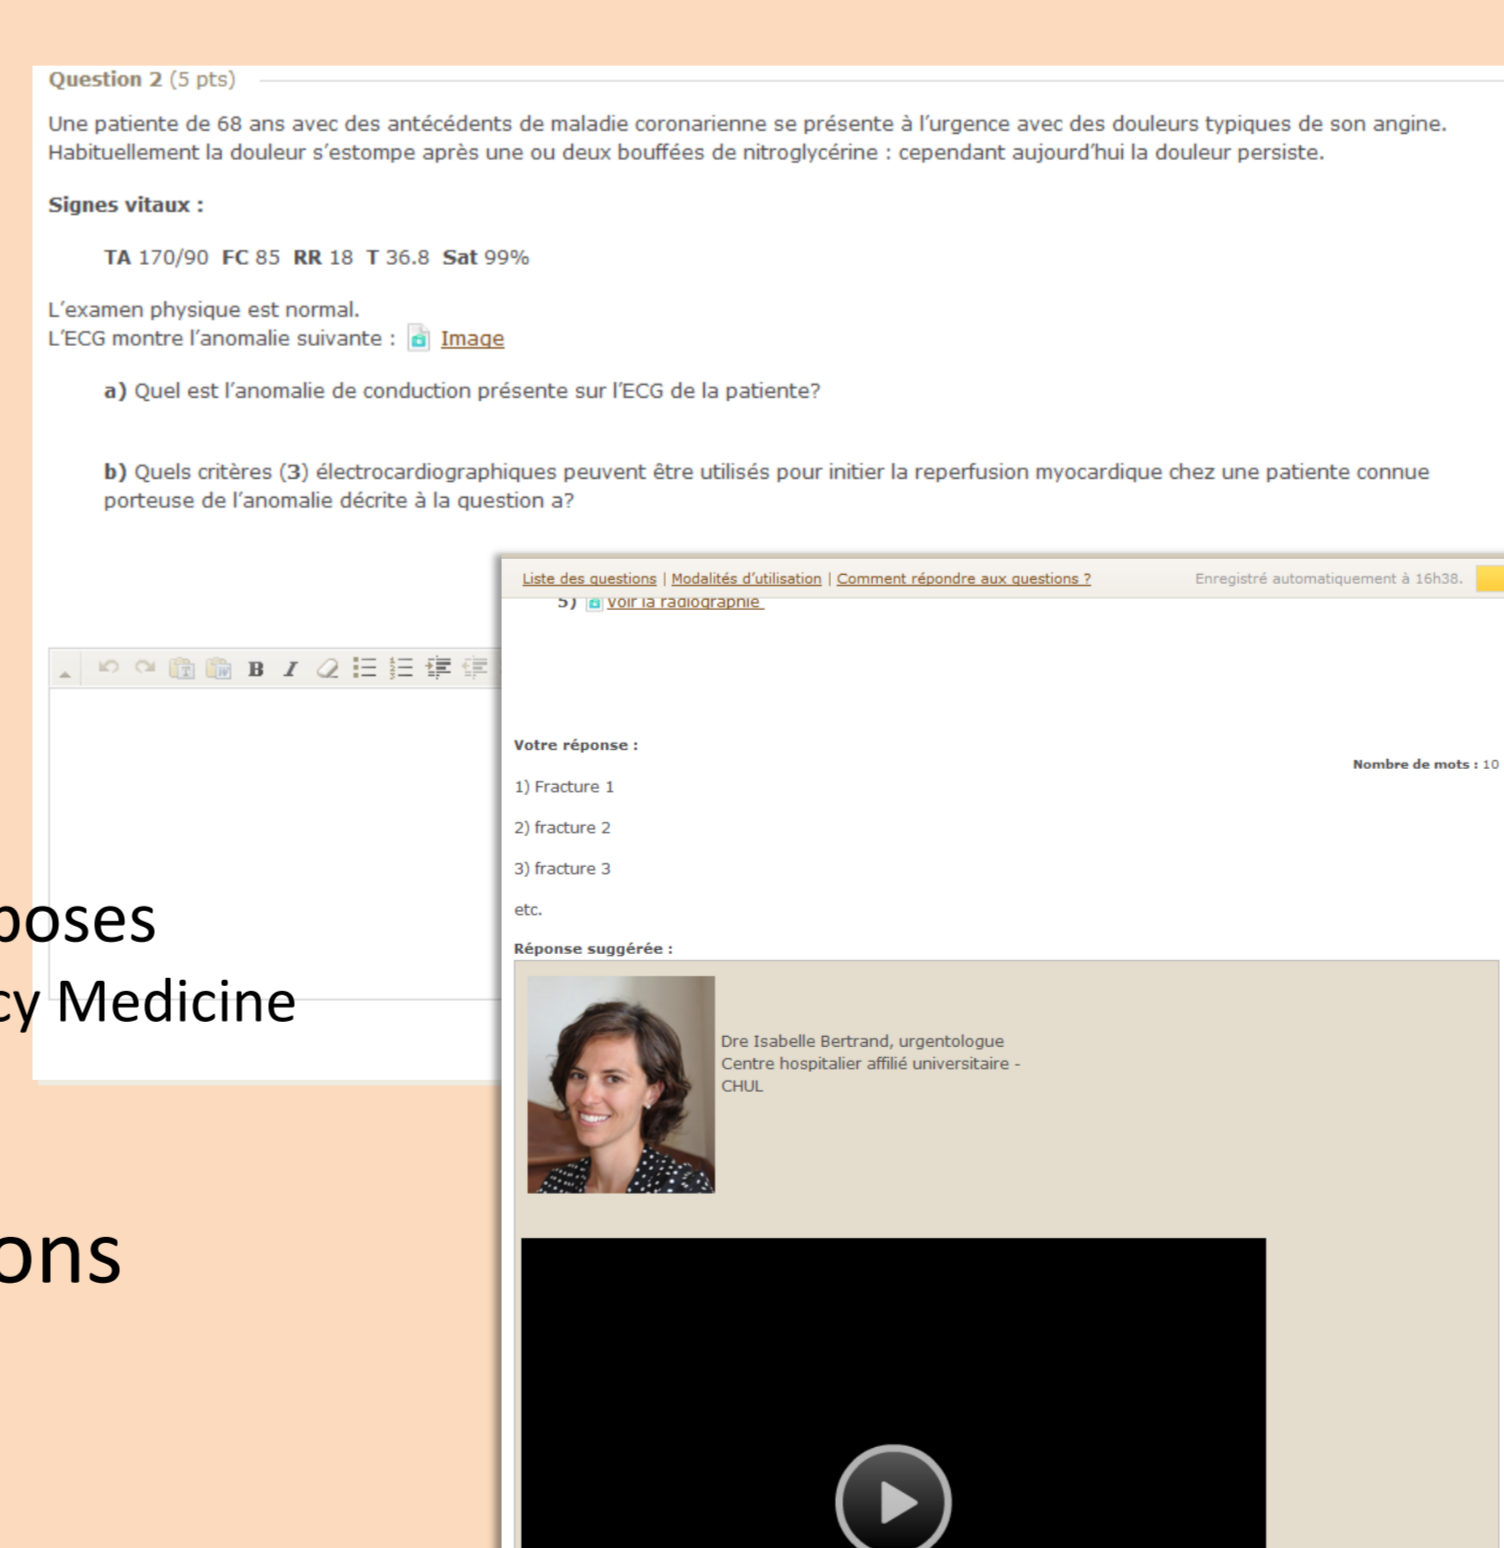 Question 2 (5 pts)
Une patiente de 68 ans avec des antécédents de maladie coronarienne se présente à l'urgence avec des douleurs typiques de son angine.
Habituellement la douleur s'estompe après une ou deux bouffées de nitroglycérine : cependant aujourd'hui la douleur persiste.
Signes vitaux :
TA 170/90 FC 85 RR 18 T 36.8 Sat 99%
L'examen physique est normal.
L'ECG montre l'anomalie suivante : Image
a) Quel est l'anomalie de conduction présente sur l'ECG de la patiente?
b) Quels critères (3) électrocardiographiques peuvent être utilisés pour initier la reperfusion myocardique chez une patiente connue
porteuse de l'anomalie décrite à la question a?
Liste des questions | Modalités d'utilisation | Comment répondre aux questions ? Enregistré automatiquement à 16h38.
5) Voir la radiographie
B I
Votre réponse :
Nombre de mots : 10
1) Fracture 1
2) fracture 2
3) fracture 3
etc.
Réponse suggérée :
Dre Isabelle Bertrand, urgentologue
Centre hospitalier affilié universitaire -
CHUL
poses
cy Medicine
ons